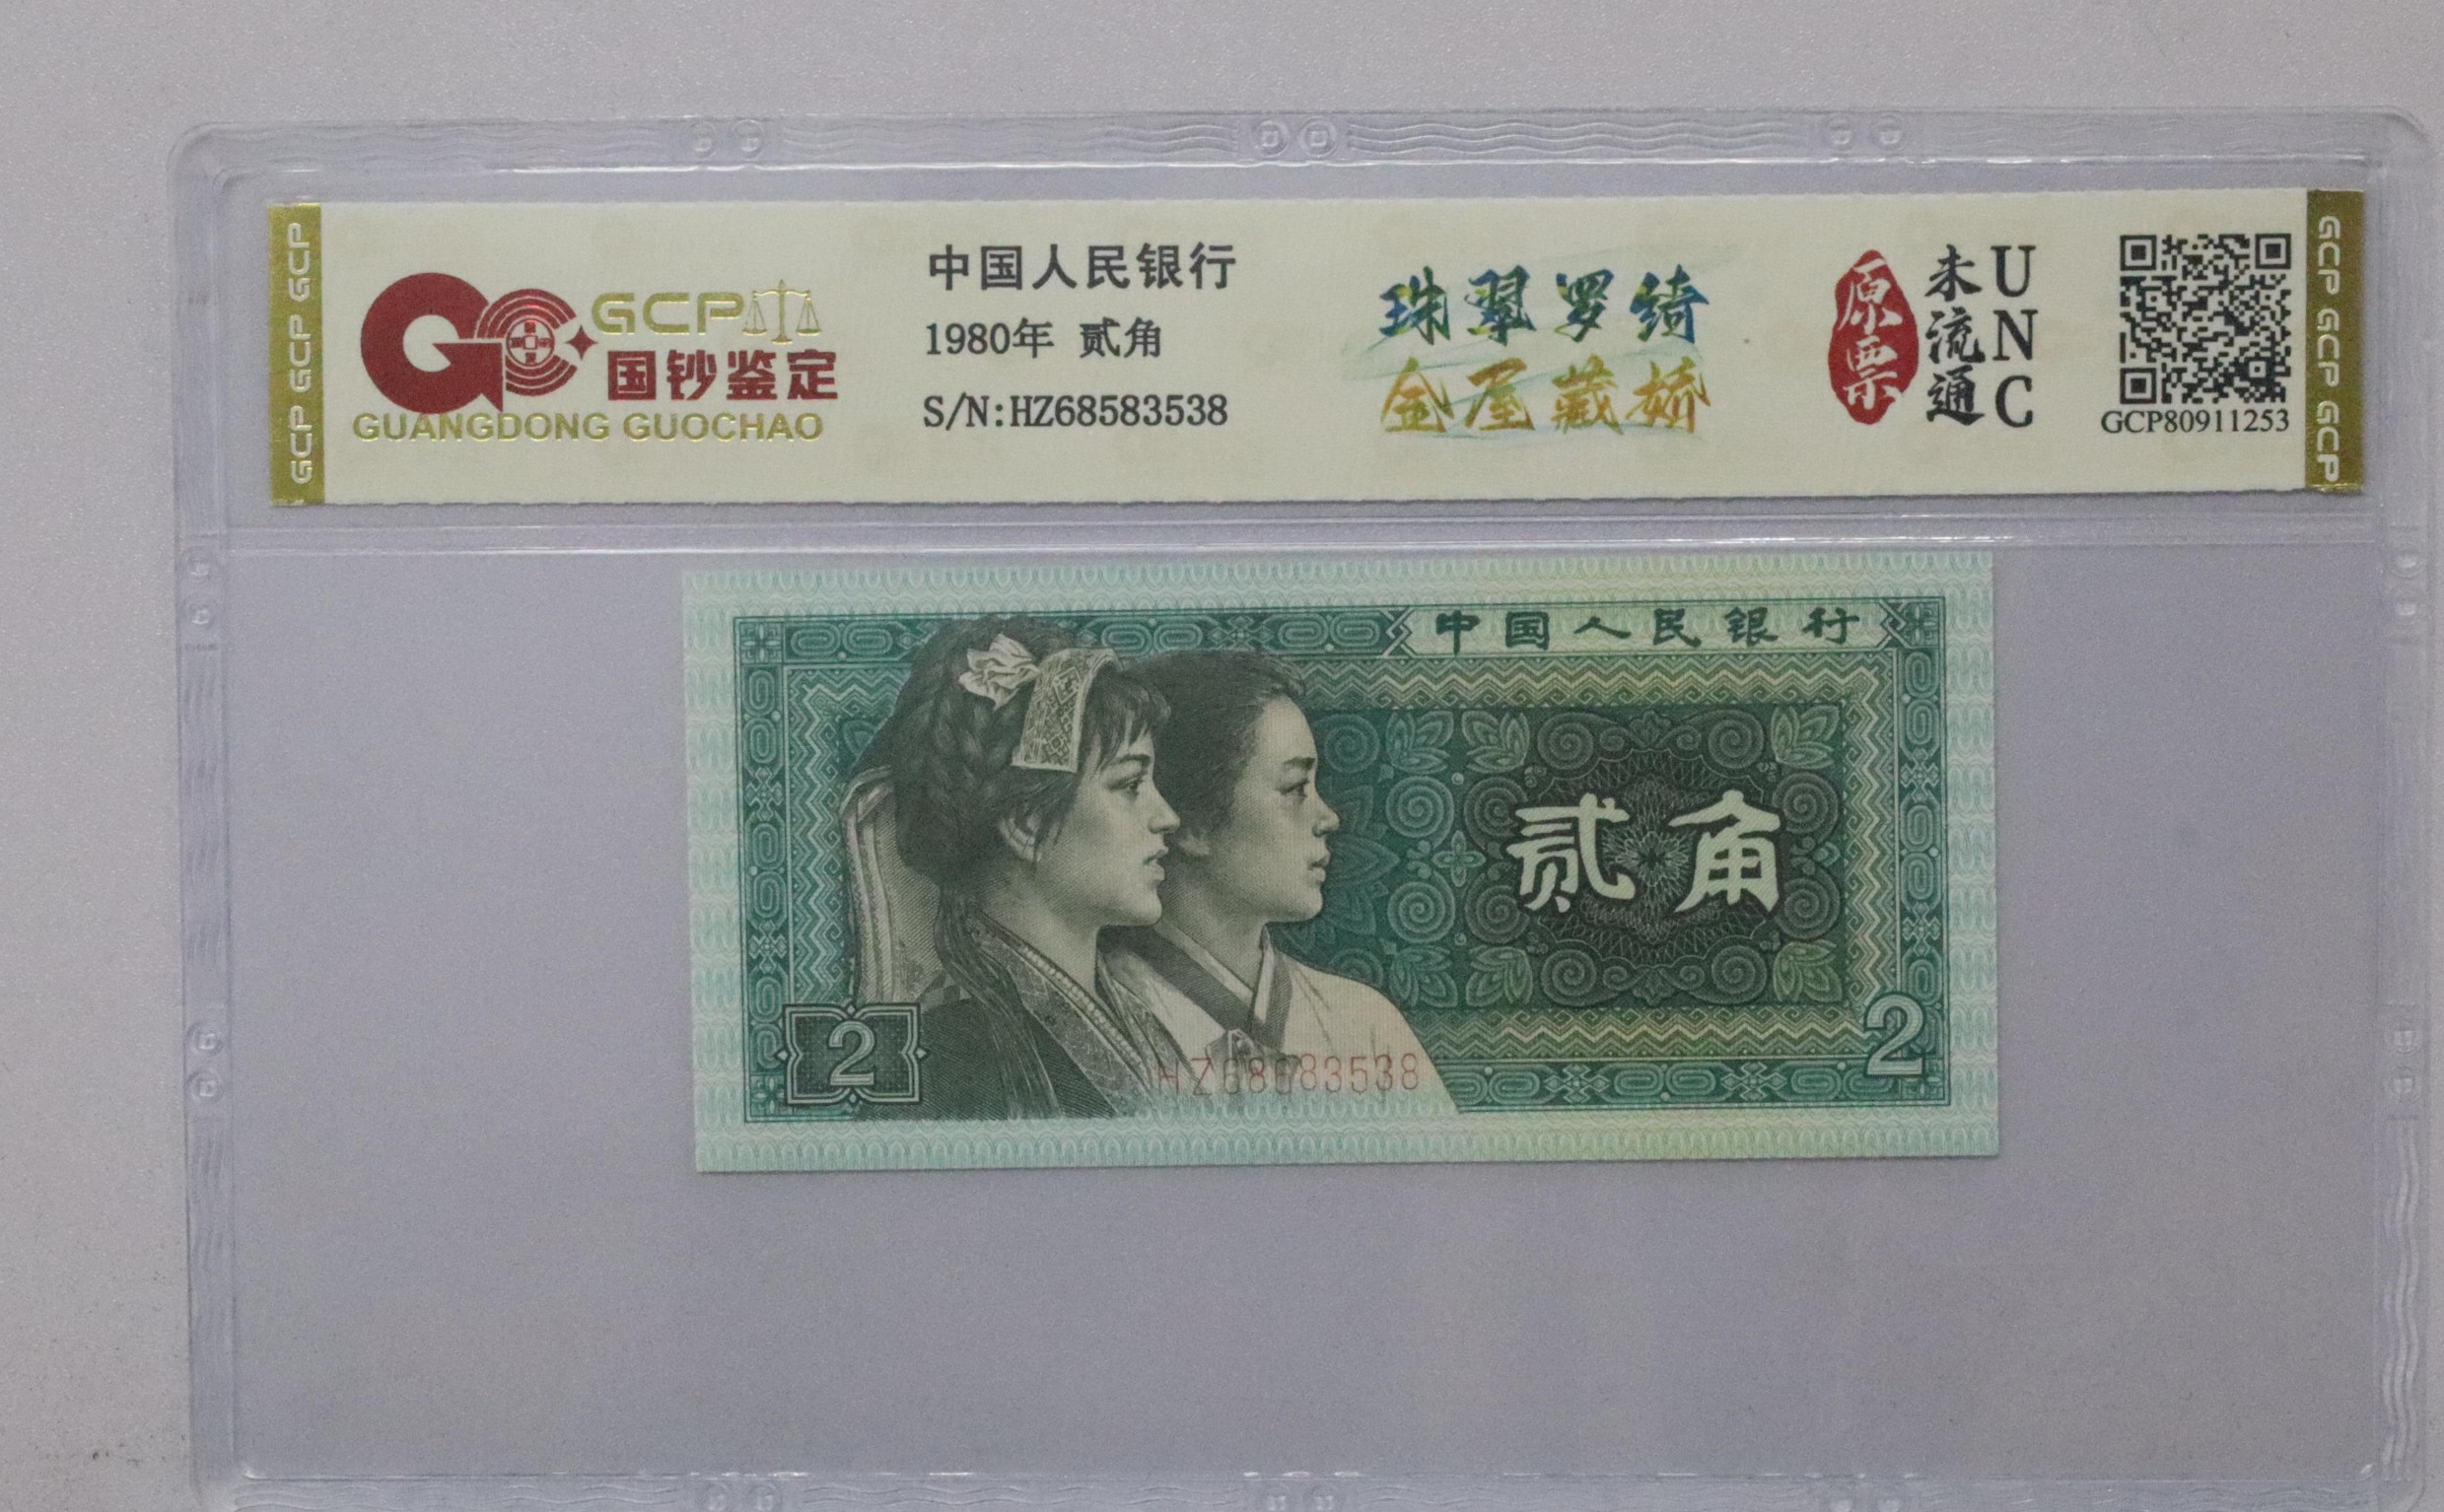 GCP GCP GCP
GCP
国钞鉴定
GUANGDONG GUOCHAO
中国人民银行
1980年 贰角
S/N:HZ68583538
珠翠罗绮
金屋藏娇
原票
未流通
UNC
GCP80911253
GCP GCP GCP
中国人民银行
贰角
2
2
HZ68683538